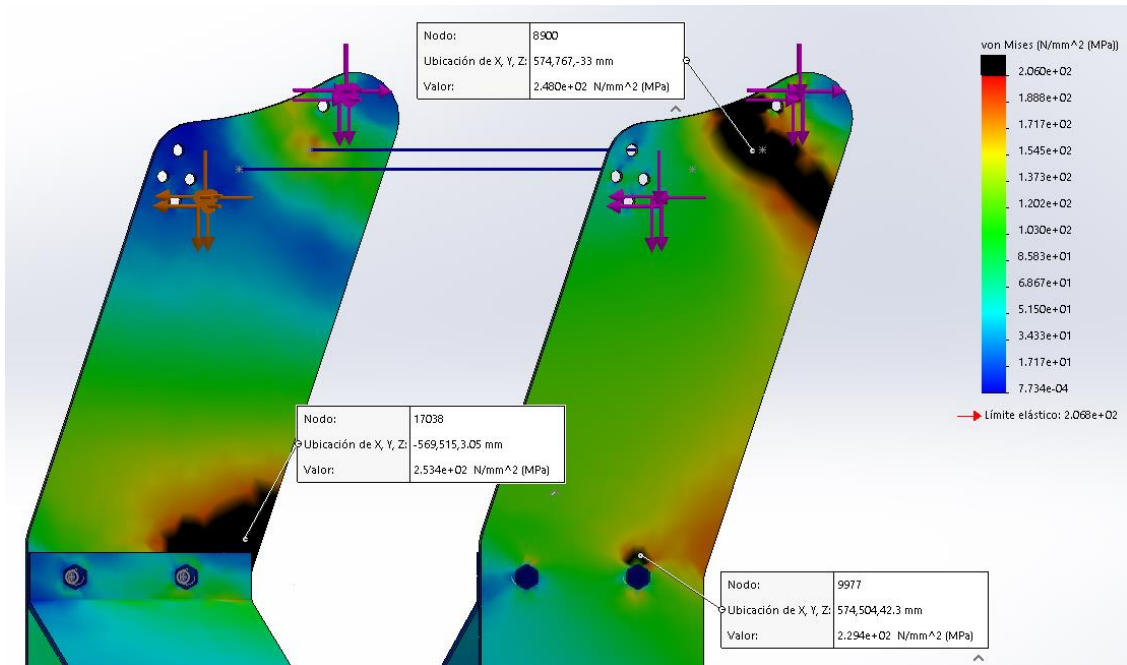 Nodo: 8900
Ubicación de X, Y, Z: 574,767,-33 mm
Valor: 2.480e+02 N/mm^2 (MPa)
von Mises (N/mm^2 (MPa))
2.060e+02
1.888e+02
1.717e+02
1.545e+02
1.373e+02
1.202e+02
1.030e+02
8.583e+01
6.867e+01
5.150e+01
3.433e+01
1.717e+01
7.734e-04
Límite elástico: 2.068e+02
Nodo: 17038
Ubicación de X, Y, Z: -569,515,3.05 mm
Valor: 2.534e+02 N/mm^2 (MPa)
Nodo: 9977
Ubicación de X, Y, Z: 574,504,42.3 mm
Valor: 2.294e+02 N/mm^2 (MPa)